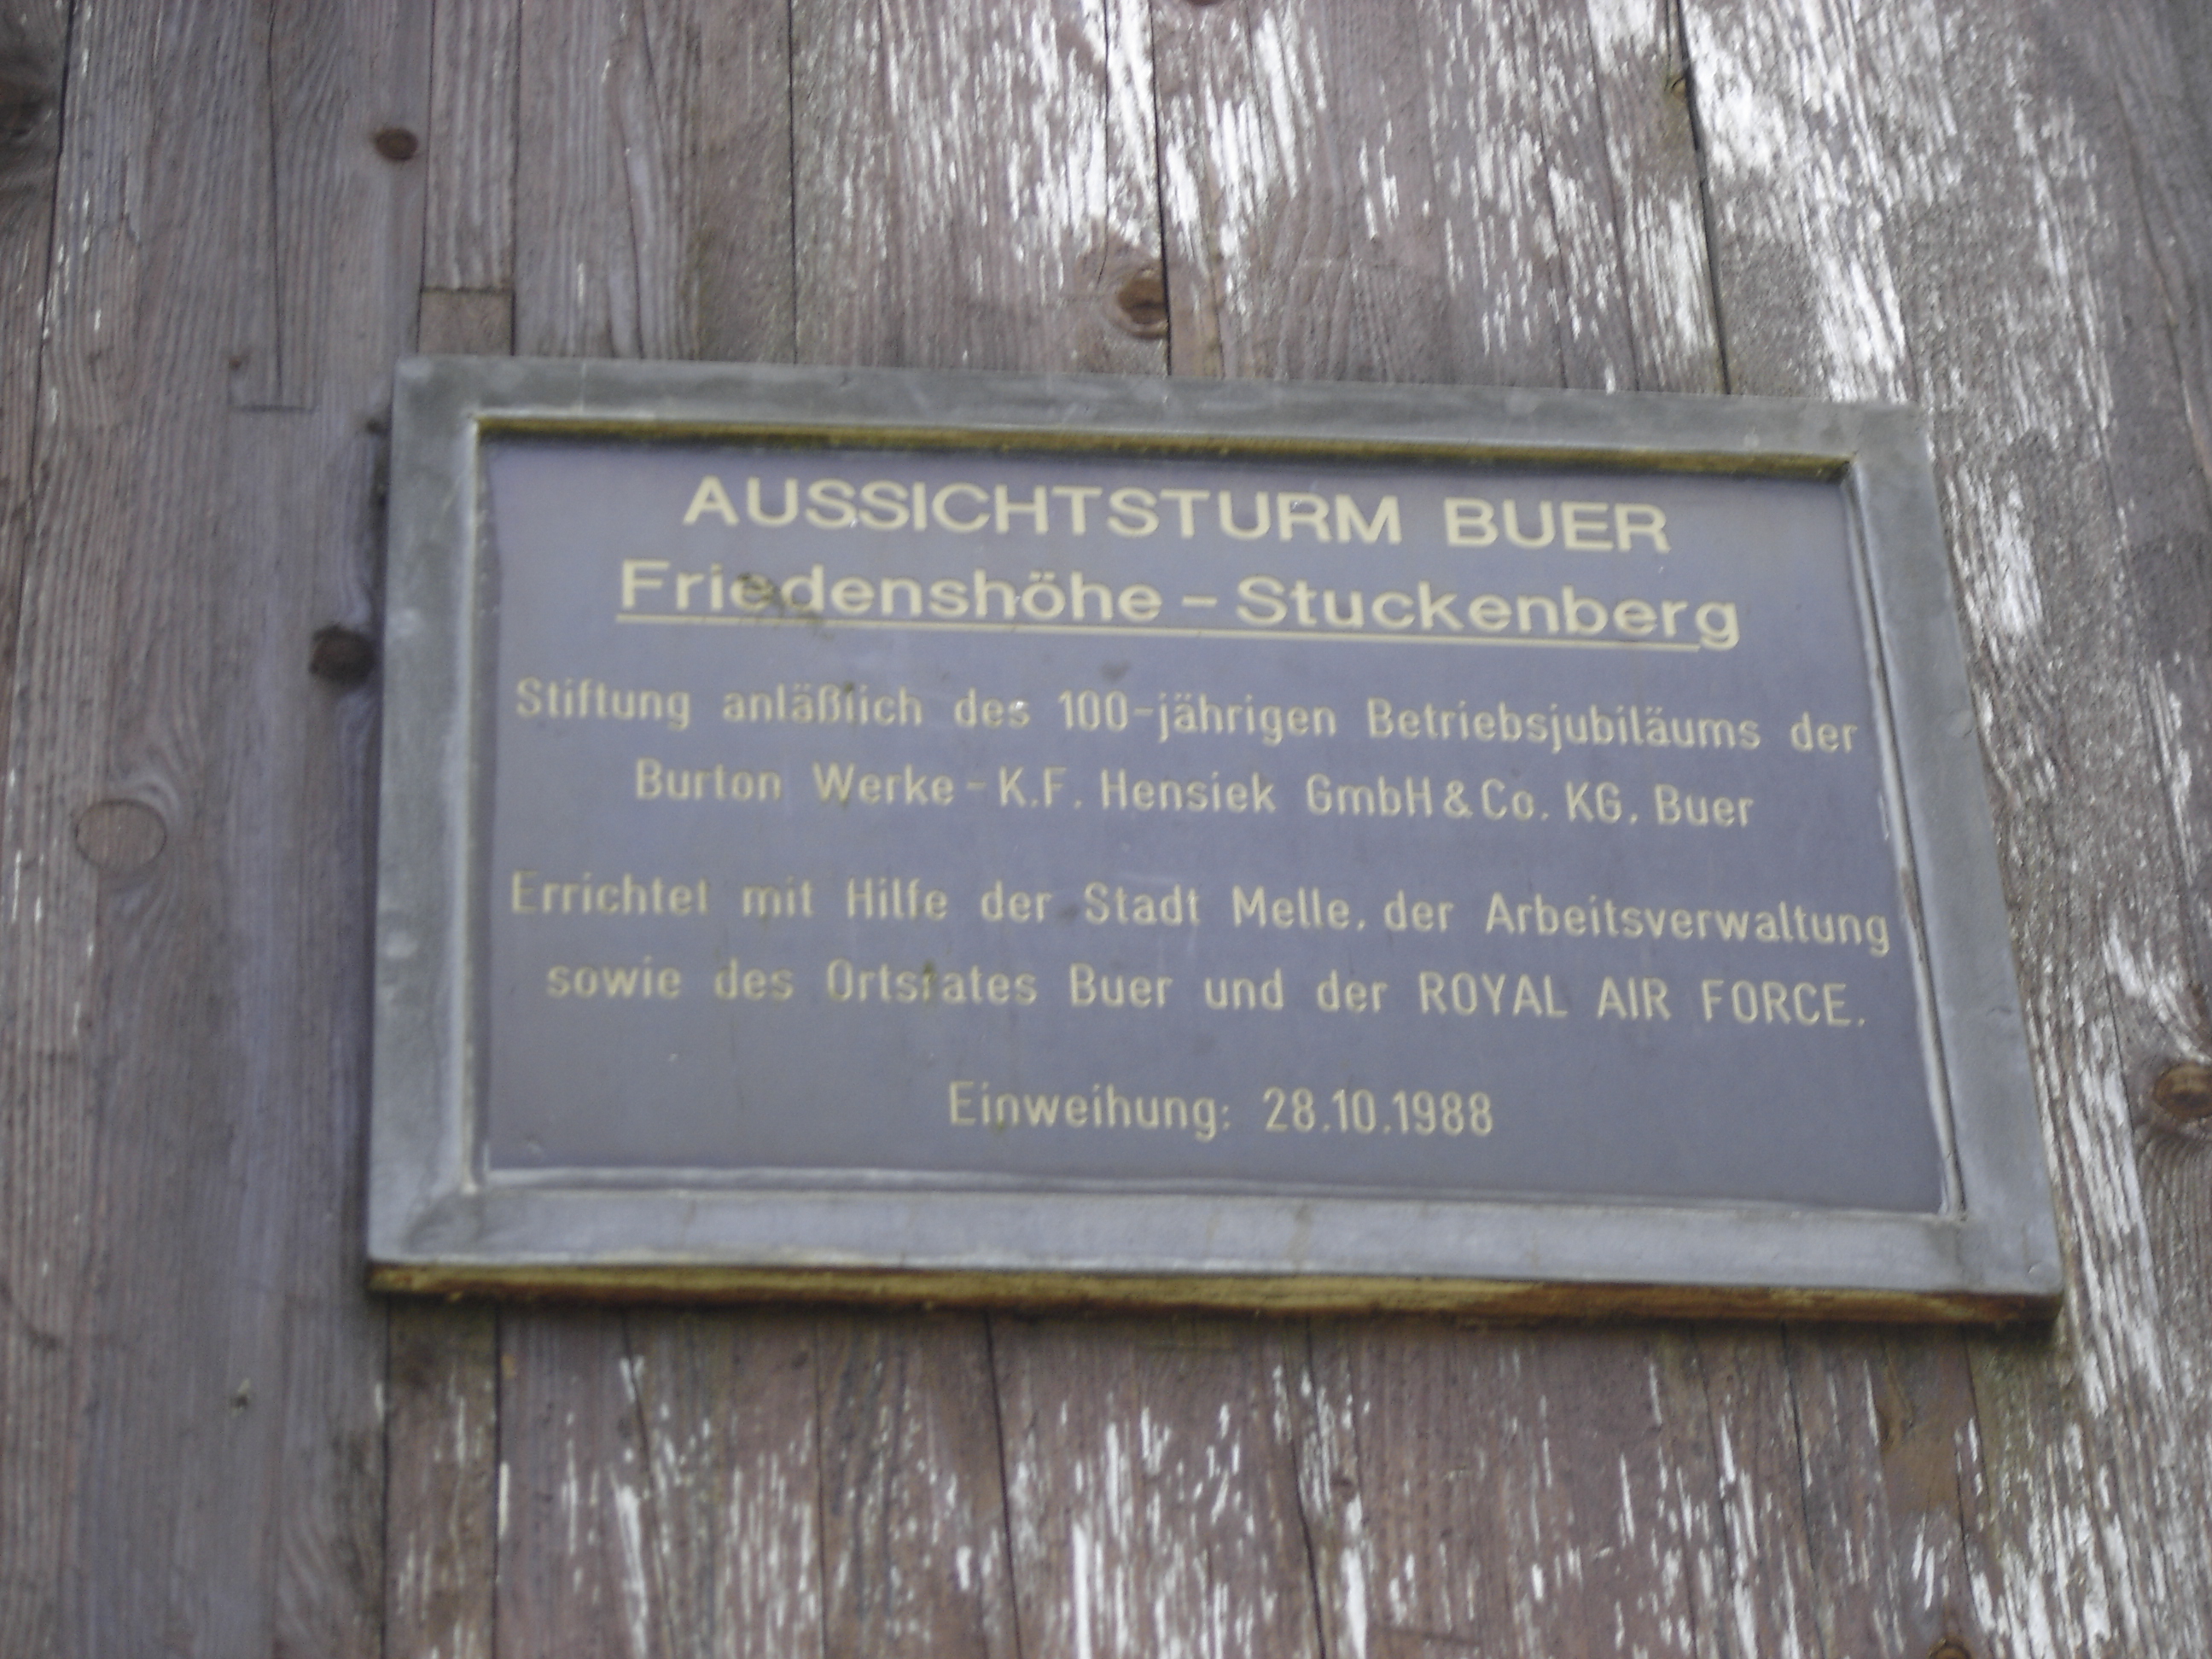 AUSSICHTSTURM BUER
Friedenshöhe - Stuckenberg
Stiftung anläßlich des 100-jährigen Betriebsjubiläums der
Burton Werke - K.F. Hensiek GmbH & Co. KG. Buer
Errichtet mit Hilfe der Stadt Melle, der Arbeitsverwaltung
sowie des Ortsrates Buer und der ROYAL AIR FORCE.
Einweihung: 28.10.1988